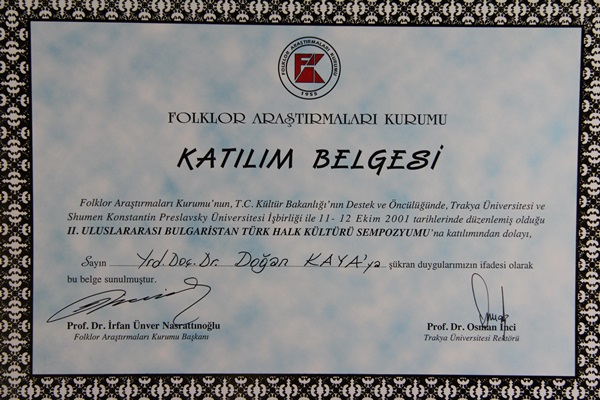 FOLKLOR ARAŞTIRMALARI KURUMU
FAK
1955
FOLKLOR ARAŞTIRMALARI KURUMU
KATILIM BELGESİ
Folklor Araştırmaları Kurumu'nun, T.C. Kültür Bakanlığı'nın Destek ve Öncülüğünde, Trakya Üniversitesi ve
Shumen Konstantin Preslavsky Üniversitesi İşbirliği ile 11- 12 Ekim 2001 tarihlerinde düzenlemiş olduğu
II. ULUSLARARASI BULGARİSTAN TÜRK HALK KÜLTÜRÜ SEMPOZYUMU'na katılımından dolayı,
Sayın Yrd. Doç. Dr. Doğan KAYA'ya şükran duygularımızın ifadesi olarak
bu belge sunulmuştur.
Prof. Dr. İrfan Ünver Nasrattınoğlu
Folklor Araştırmaları Kurumu Başkanı
Prof. Dr. Osman İnci
Trakya Üniversitesi Rektörü